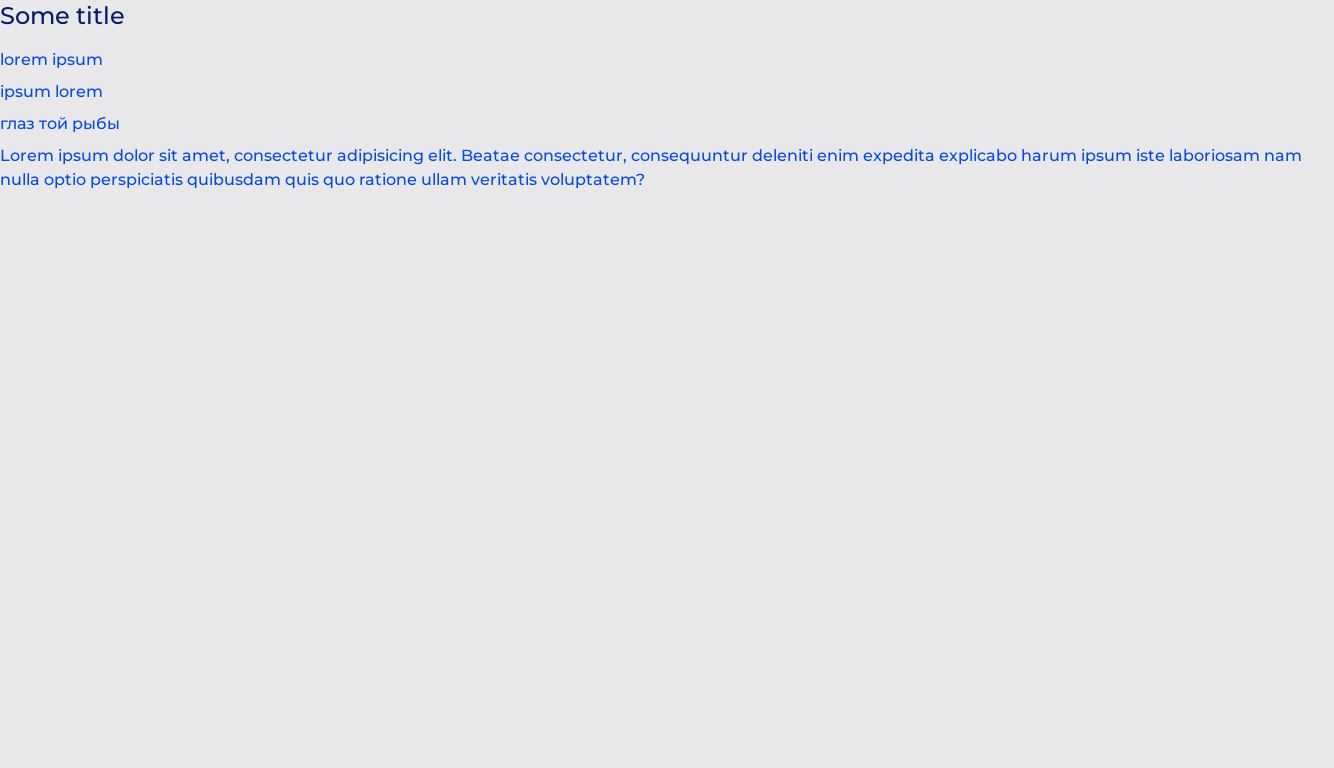 Some title
lorem ipsum
ipsum lorem
глаз той рыбы
Lorem ipsum dolor sit amet, consectetur adipisicing elit. Beatae consectetur, consequuntur deleniti enim expedita explicabo harum ipsum iste laboriosam nam
nulla optio perspiciatis quibusdam quis quo ratione ullam veritatis voluptatem?